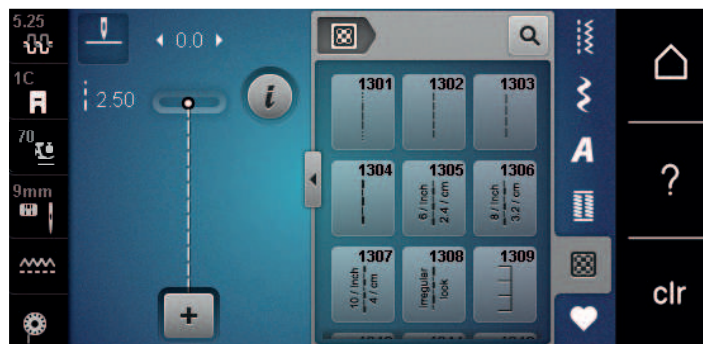 5.25
0.0
1C
2.50
70
9mm
i
+
1301
1302
1303
1304
1305
6 / Inch
2.4 / cm
1306
8 / Inch
3.2 / cm
1307
10 / Inch
4 / cm
1308
Irregular
look
1309
A
?
clr